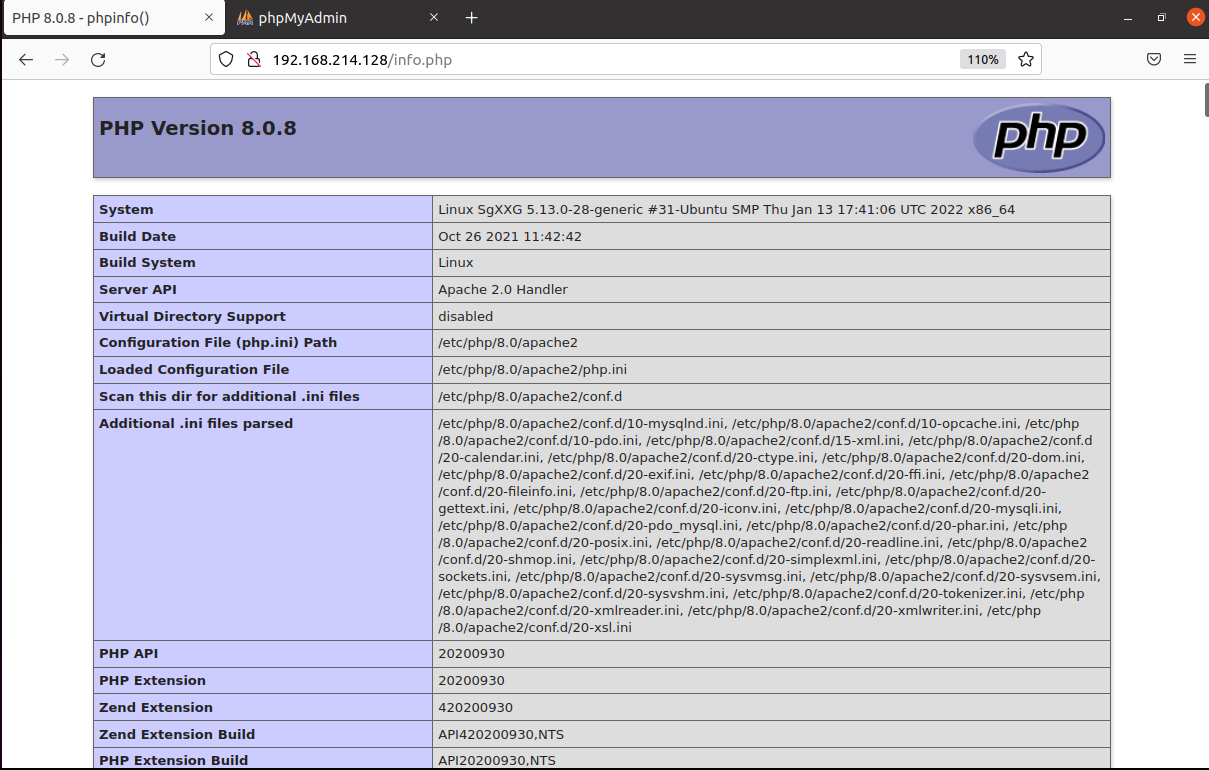 PHP 8.0.8 - phpinfo()
phpMyAdmin
192.168.214.128/info.php
110%
PHP Version 8.0.8
php
System Linux SgXXG 5.13.0-28-generic #31-Ubuntu SMP Thu Jan 13 17:41:06 UTC 2022 x86_64
Build Date Oct 26 2021 11:42:42
Build System Linux
Server API Apache 2.0 Handler
Virtual Directory Support disabled
Configuration File (php.ini) Path /etc/php/8.0/apache2
Loaded Configuration File /etc/php/8.0/apache2/php.ini
Scan this dir for additional .ini files /etc/php/8.0/apache2/conf.d
Additional .ini files parsed /etc/php/8.0/apache2/conf.d/10-mysqlnd.ini, /etc/php/8.0/apache2/conf.d/10-opcache.ini, /etc/php
/8.0/apache2/conf.d/10-pdo.ini, /etc/php/8.0/apache2/conf.d/15-xml.ini, /etc/php/8.0/apache2/conf.d
/20-calendar.ini, /etc/php/8.0/apache2/conf.d/20-ctype.ini, /etc/php/8.0/apache2/conf.d/20-dom.ini,
/etc/php/8.0/apache2/conf.d/20-exif.ini, /etc/php/8.0/apache2/conf.d/20-ffi.ini, /etc/php/8.0/apache2
/conf.d/20-fileinfo.ini, /etc/php/8.0/apache2/conf.d/20-ftp.ini, /etc/php/8.0/apache2/conf.d/20-
gettext.ini, /etc/php/8.0/apache2/conf.d/20-iconv.ini, /etc/php/8.0/apache2/conf.d/20-mysqli.ini,
/etc/php/8.0/apache2/conf.d/20-pdo_mysql.ini, /etc/php/8.0/apache2/conf.d/20-phar.ini, /etc/php
/8.0/apache2/conf.d/20-posix.ini, /etc/php/8.0/apache2/conf.d/20-readline.ini, /etc/php/8.0/apache2
/conf.d/20-shmop.ini, /etc/php/8.0/apache2/conf.d/20-simplexml.ini, /etc/php/8.0/apache2/conf.d/20-
sockets.ini, /etc/php/8.0/apache2/conf.d/20-sysvmsg.ini, /etc/php/8.0/apache2/conf.d/20-sysvsem.ini,
/etc/php/8.0/apache2/conf.d/20-sysvshm.ini, /etc/php/8.0/apache2/conf.d/20-tokenizer.ini, /etc/php
/8.0/apache2/conf.d/20-xmlreader.ini, /etc/php/8.0/apache2/conf.d/20-xmlwriter.ini, /etc/php
/8.0/apache2/conf.d/20-xsl.ini
PHP API 20200930
PHP Extension 20200930
Zend Extension 420200930
Zend Extension Build API420200930,NTS
PHP Extension Build API20200930,NTS